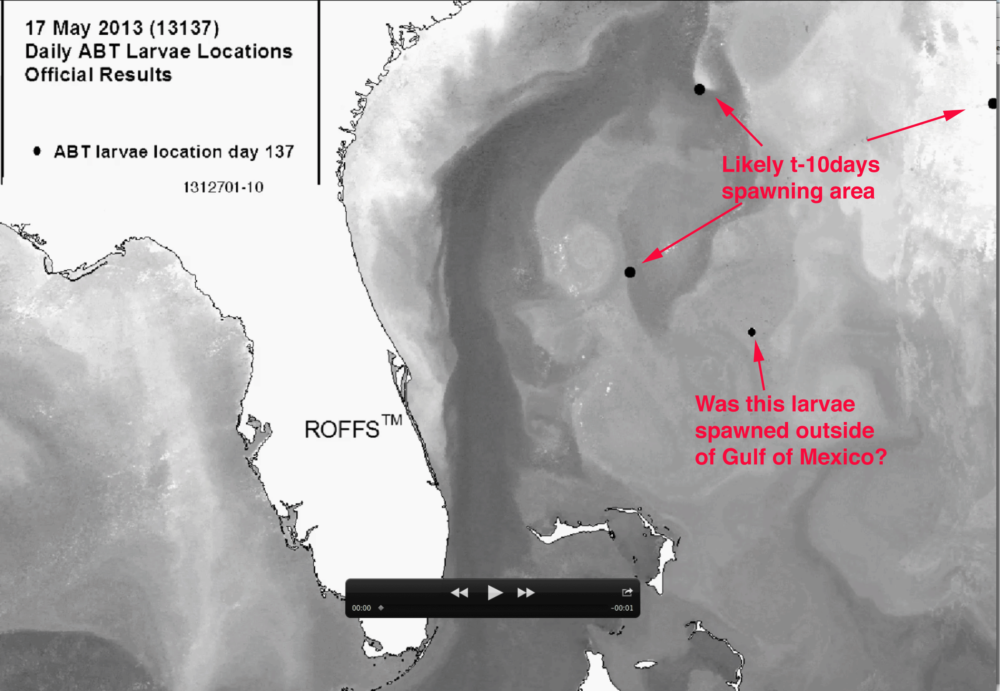 17 May 2013 (13137)
Daily ABT Larvae Locations
Official Results
ABT larvae location day 137
1312701-10
Likely t-10days
spawning area
Was this larvae
spawned outside
of Gulf of Mexico?
ROFFS™
00:00
-00:01